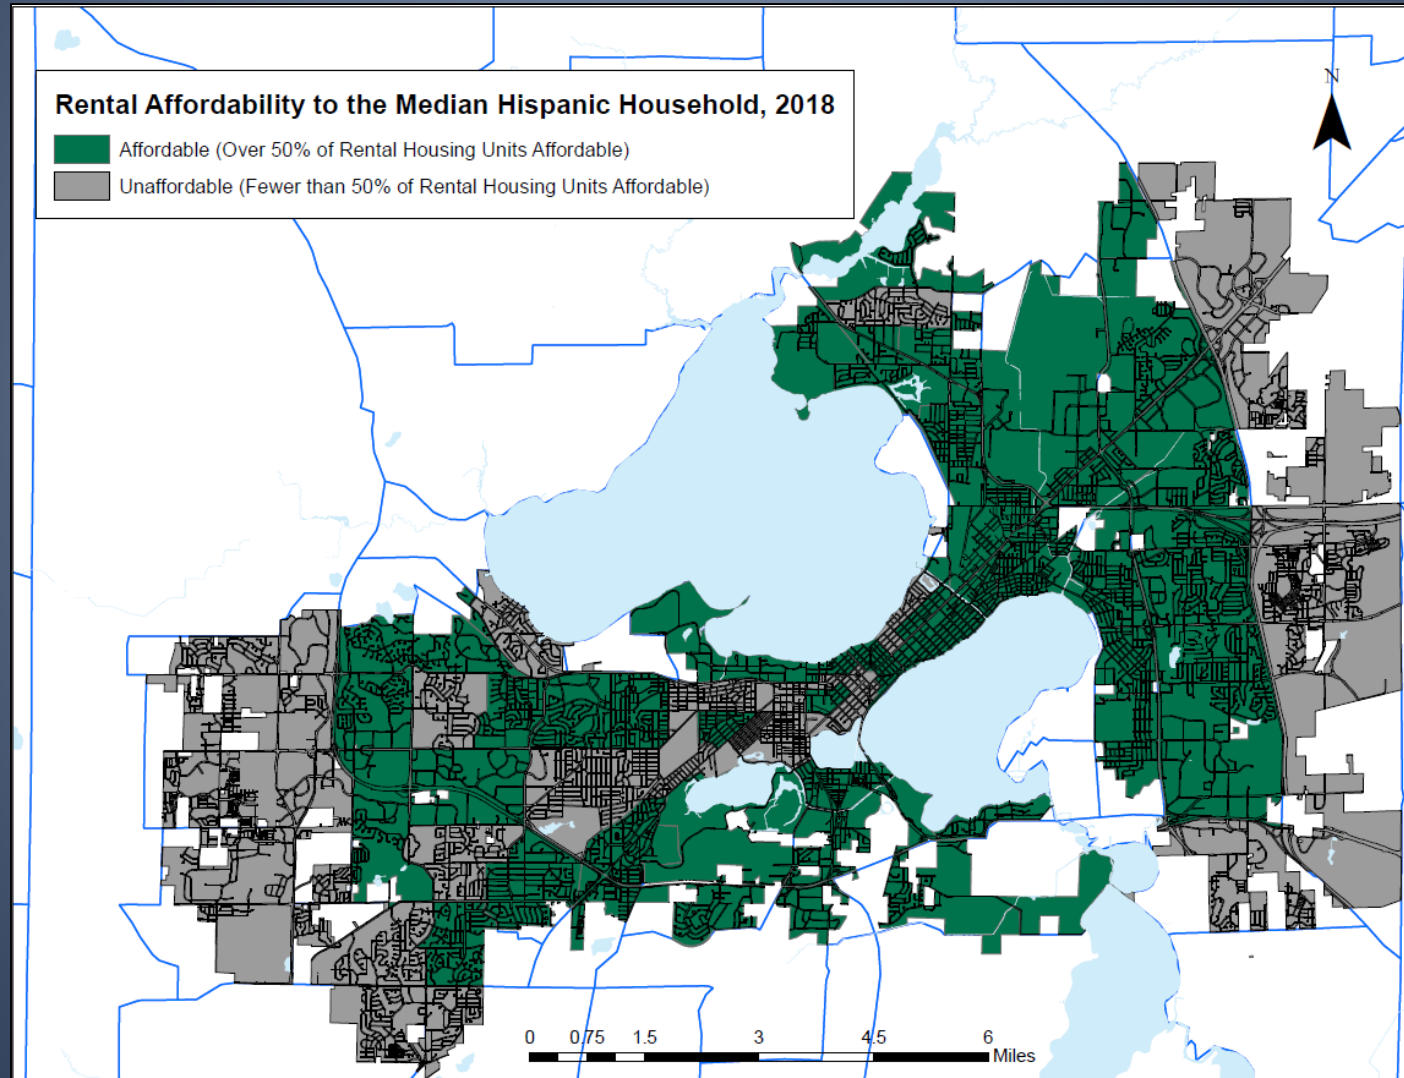 Rental Affordability to the Median Hispanic Household, 2018
Affordable (Over 50% of Rental Housing Units Affordable)
Unaffordable (Fewer than 50% of Rental Housing Units Affordable)
N
0 0.75 1.5 3 4.5 6
Miles